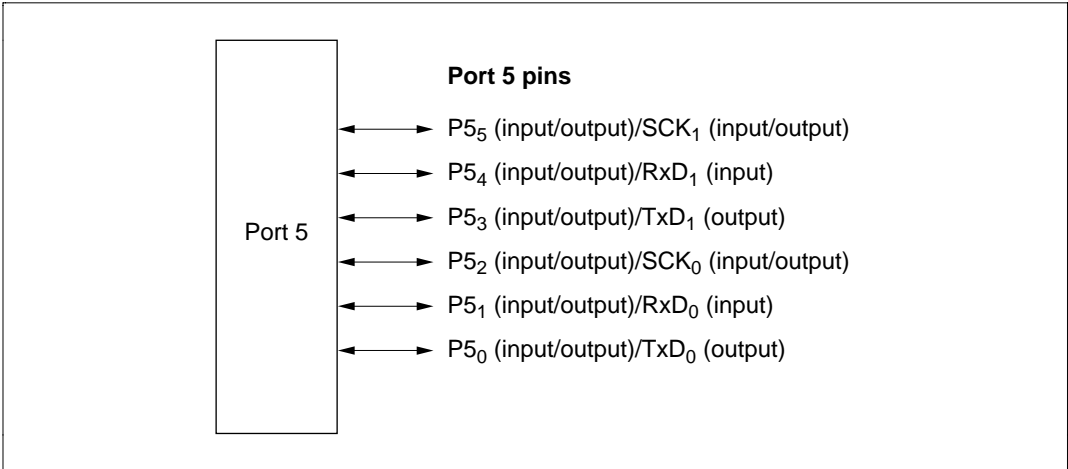 Port 5 pins
P5₅ (input/output)/SCK₁ (input/output)
P5₄ (input/output)/RxD₁ (input)
P5₃ (input/output)/TxD₁ (output)
Port 5
P5₂ (input/output)/SCK₀ (input/output)
P5₁ (input/output)/RxD₀ (input)
P5₀ (input/output)/TxD₀ (output)